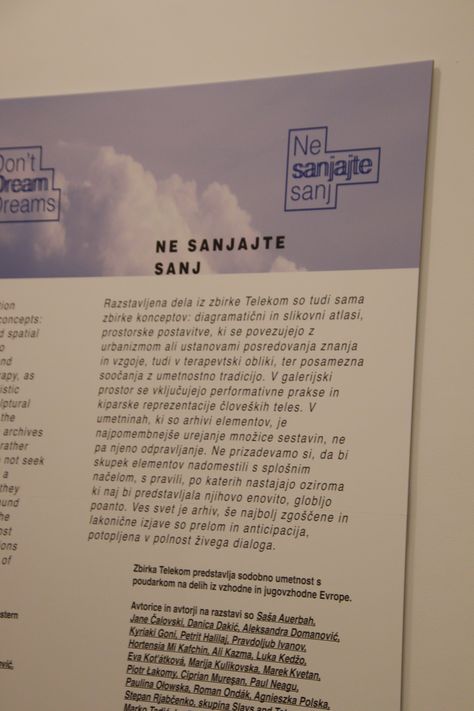 Don't
Dream
Dreams
tion
concepts:
d spatial
o
nd
apy, as
istic
lptural
the
archives
rather
not seek
a
they
und
he
ost
ions
of
stern
ović,
Ne
sanjajte
sanj
NE SANJAJTE
SANJ
Razstavljena dela iz zbirke Telekom so tudi sama
zbirke konceptov: diagramatični in slikovni atlasi,
prostorske postavitve, ki se povezujejo z
urbanizmom ali ustanovami posredovanja znanja
in vzgoje, tudi v terapevtski obliki, ter posamezna
soočanja z umetnostno tradicijo. V galerijski
prostor se vključujejo performativne prakse in
kiparske reprezentacije človeških teles. V
umetninah, ki so arhivi elementov, je
najpomembnejše urejanje množice sestavin, ne
pa njeno odpravljanje. Ne prizadevamo si, da bi
skupek elementov nadomestili s splošnim
načelom, s pravili, po katerih nastajajo oziroma
ki naj bi predstavljala njihovo enovito, globljo
poanto. Ves svet je arhiv, še najbolj zgoščene in
lakonične izjave so prelom in anticipacija,
potopljena v polnost živega dialoga.
Zbirka Telekom predstavlja sodobno umetnost s
poudarkom na delih iz vzhodne in jugovzhodne Evrope.
Avtorice in avtorji na razstavi so Saša Auerbah,
Jane Čalovski, Danica Dakić, Aleksandra Domanović,
Kyriaki Goni, Petrit Halilaj, Pravdoljub Ivanov,
Hortensia Mi Kafchin, Ali Kazma, Luka Kedžo,
Eva Koťátková, Marija Kulikovska, Marek Kvetan,
Piotr Łakomy, Ciprian Mureşan, Paul Neagu,
Paulina Ołowska, Roman Ondák, Agnieszka Polska,
Stepan Rjabčenko, skupina Slavs and
Marko